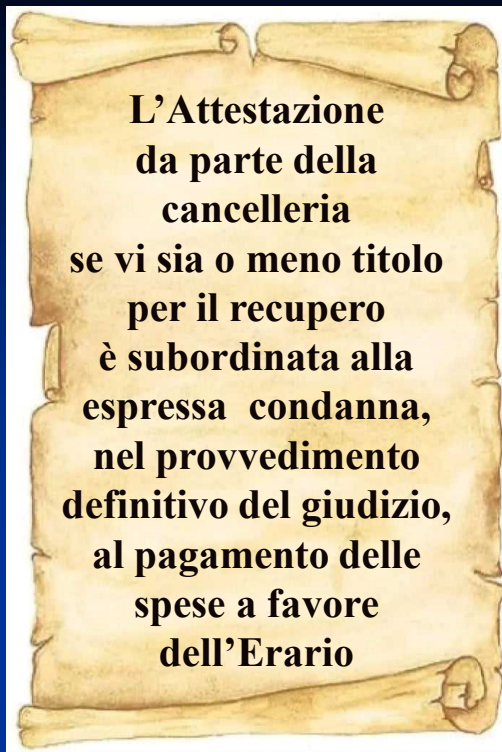 L’Attestazione
da parte della
cancelleria
se vi sia o meno titolo
per il recupero
è subordinata alla
espressa  condanna,
nel provvedimento
definitivo del giudizio,
al pagamento delle
spese a favore
dell’Erario